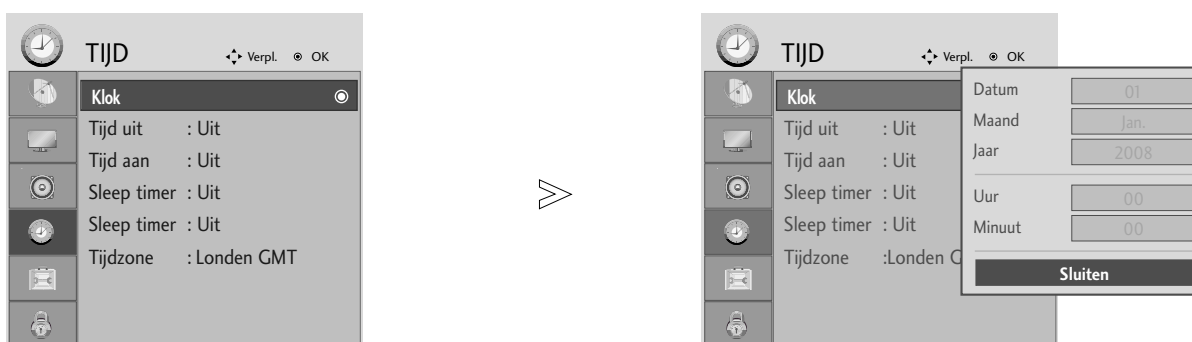 TIJD Verpl. OK
Klok
Tijd uit : Uit
Tijd aan : Uit
Sleep timer : Uit
Sleep timer : Uit
Tijdzone : Londen GMT
TIJD Verpl. OK
Klok
Tijd uit : Uit
Tijd aan : Uit
Sleep timer : Uit
Sleep timer : Uit
Tijdzone :Londen G
Datum 01
Maand Jan.
Jaar 2008
Uur 00
Minuut 00
Sluiten